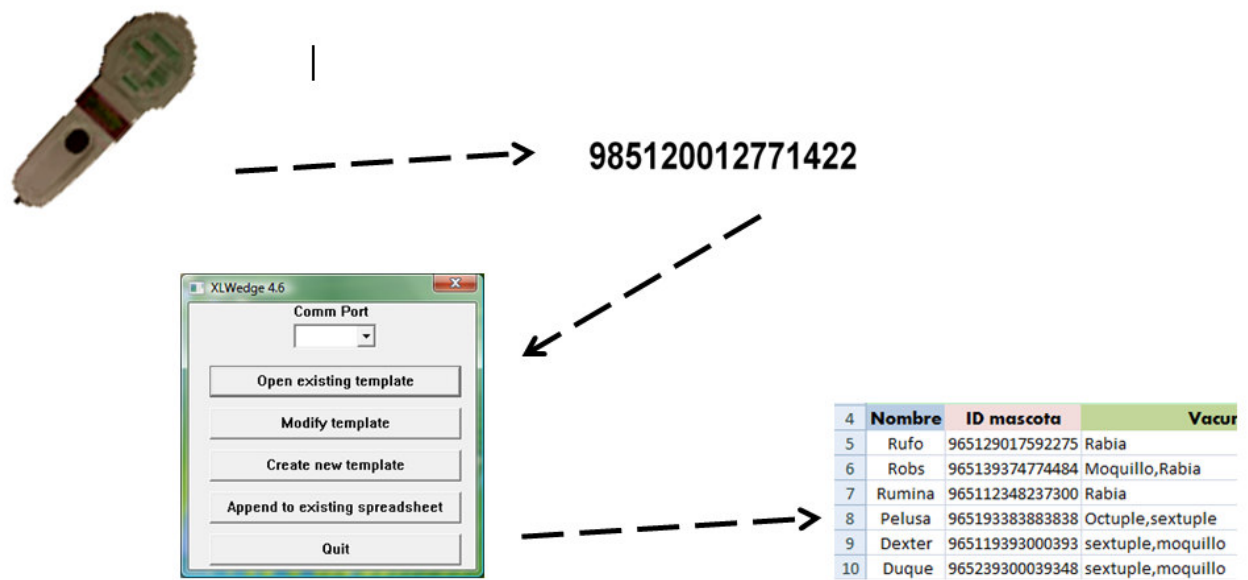 985120012771422
XLWedge 4.6
Comm Port
Open existing template
Modify template
Create new template
Append to existing spreadsheet
Quit
4 Nombre ID mascota Vacur
5 Rufo 965129017592275 Rabia
6 Robs 965139374774484 Moquillo,Rabia
7 Rumina 965112348237300 Rabia
8 Pelusa 965193383883838 Octuple,sextuple
9 Dexter 965119393000393 sextuple,moquillo
10 Duque 965239300039348 sextuple,moquillo